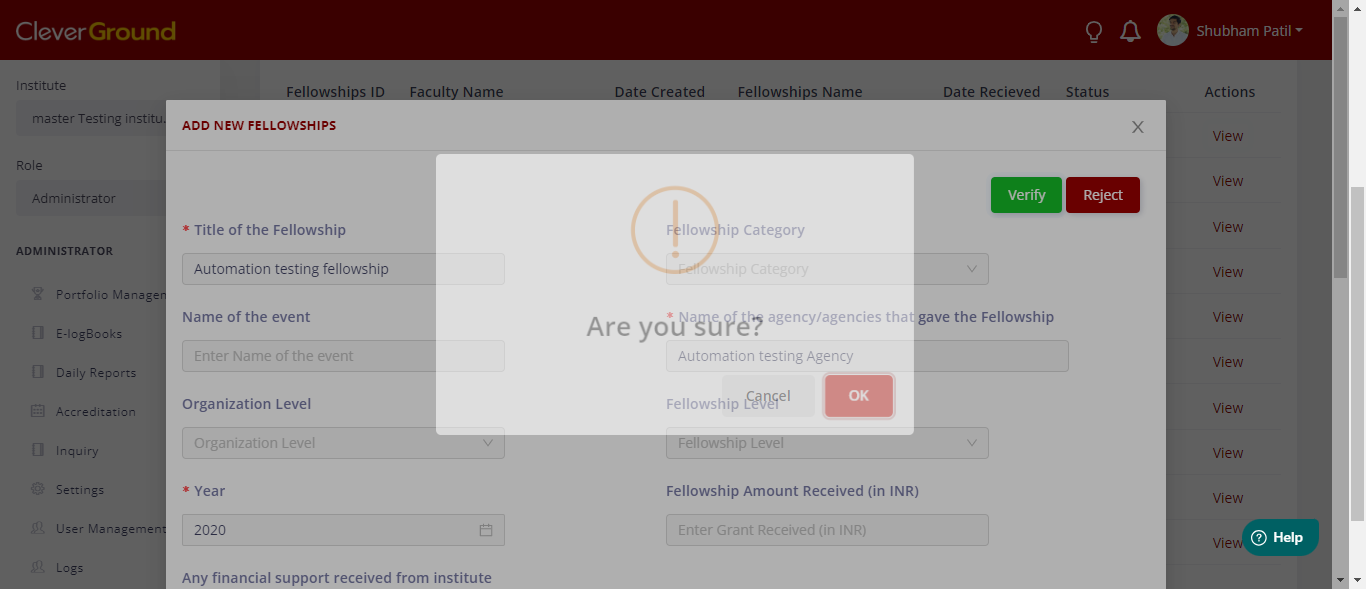 CleverGround
Shubham Patil
Institute
master Testing institu.
Role
Administrator
ADMINISTRATOR
Portfolio Managen
E-logBooks
Daily Reports
Accreditation
Inquiry
Settings
User Management
Logs
Fellowships ID Faculty Name Date Created Fellowships Name Date Recieved Status Actions
View
View
View
View
View
View
View
View
View
View
ADD NEW FELLOWSHIPS
Verify Reject
* Title of the Fellowship Fellowship Category
Automation testing fellowship Fellowship Category
Name of the event * Name of the agency/agencies that gave the Fellowship
Enter Name of the event Automation testing Agency
Organization Level Fellowship Level
Organization Level Fellowship Level
* Year Fellowship Amount Received (in INR)
2020 Enter Grant Received (in INR)
Any financial support received from institute
!
Are you sure?
Cancel OK
? Help